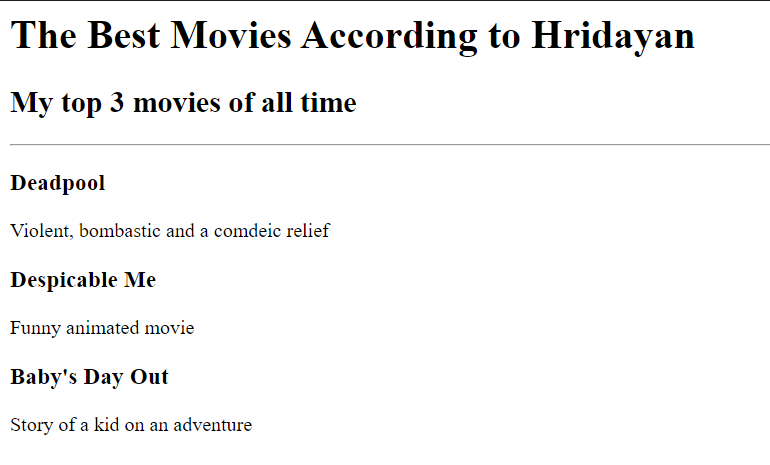 The Best Movies According to Hridayan
My top 3 movies of all time
Deadpool
Violent, bombastic and a comdeic relief
Despicable Me
Funny animated movie
Baby's Day Out
Story of a kid on an adventure